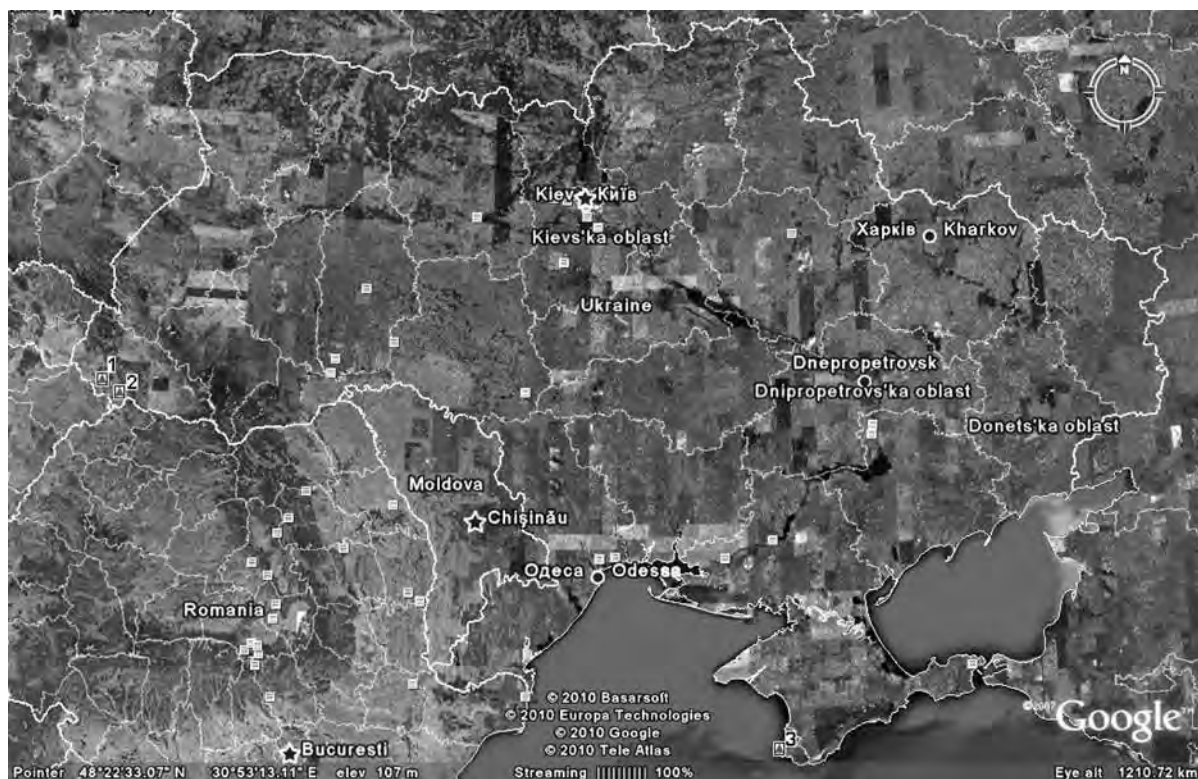 N
Kiev Київ
Kievs'ka oblast
Харків Kharkov
Ukraine
Dnepropetrovsk
Dnipropetrovs'ka oblast
1
2
Donets'ka oblast
Moldova
Chişinău
Одеса Odessa
Romania
© 2010 Basarsoft
© 2010 Europa Technologies
© 2010 Google
© 2010 Tele Atlas
© 2007 Google™
3
Bucuresti
Pointer 48°22'33.07" N 30°53'13.11" E elev 107 m Streaming |||||||||| 100% Eye alt 1210.72 km